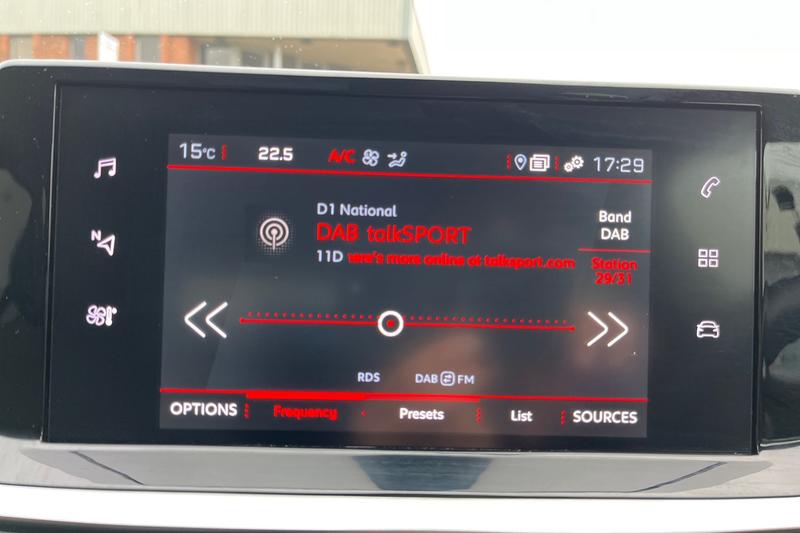 15°C 22.5 A/C 17:29
D1 National
DAB talkSPORT
11D here's more online at talksport.com
Band
DAB
Station
29/31
N
RDS DAB FM
OPTIONS Frequency Presets List SOURCES